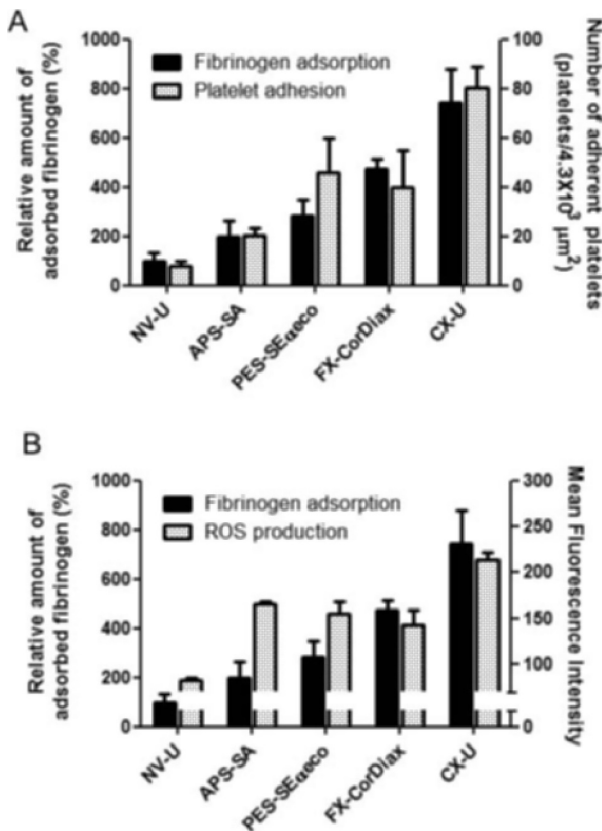 A
Relative amount of
adsorbed fibrinogen (%)
1000
800
600
400
200
0
Fibrinogen adsorption
Platelet adhesion
100
80
60
40
20
0
Number of adherent platelets
(platelets/4.3X10³ μm²)
NV-U
APS-SA
PES-SEαeco
FX-CorDiax
CX-U
B
Relative amount of
adsorbed fibrinogen (%)
1000
800
600
400
200
0
Fibrinogen adsorption
ROS production
300
250
200
150
100
0
Mean Fluorescence Intensity
NV-U
APS-SA
PES-SEαeco
FX-CorDiax
CX-U